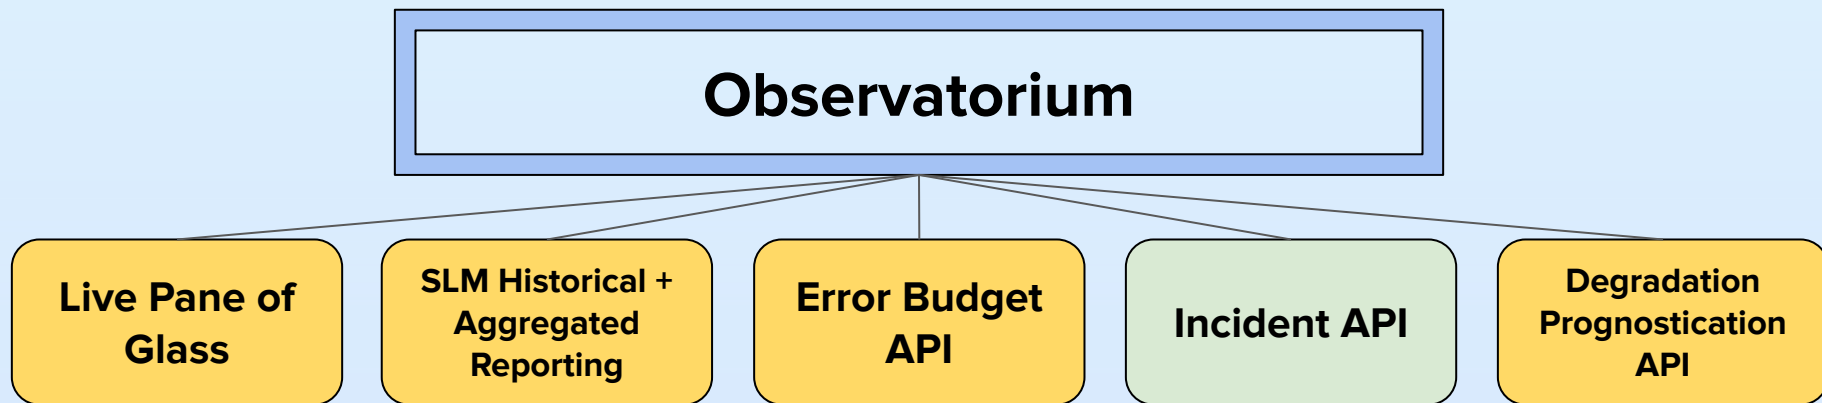 Observatorium
Live Pane of
Glass
SLM Historical +
Aggregated
Reporting
Error Budget
API
Incident API
Degradation
Prognostication
API